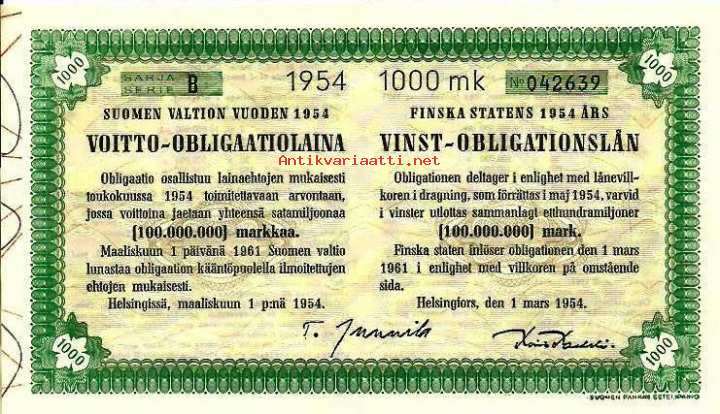 1000
1000
SARJA
SERIE B
1954
1000 mk
No 042639
SUOMEN VALTION VUODEN 1954
VOITTO-OBLIGAATIOLAINA
Obligaatio osallistuu lainaehtojen mukaisesti
toukokuussa 1954 toimitettavaan arvontaan,
jossa voittoina jaetaan yhteensä satamiljoonaa
(100.000.000) markkaa.
Maaliskuun 1 päivänä 1961 Suomen valtio
lunastaa obligaation kääntöpuolella ilmoitettujen
ehtojen mukaisesti.
Helsingissä, maaliskuun 1 p:nä 1954.
FINSKA STATENS 1954 ÅRS
VINST-OBLIGATIONSLÅN
Obligationen deltager i enlighet med lånevill-
koren i dragning, som förrättas i maj 1954, varvid
i vinster utlottas sammanlagt etthundramiljoner
(100.000.000) mark.
Finska staten inlöser obligationen den 1 mars
1961 i enlighet med villkoren på omstående
sida.
Helsingfors, den 1 mars 1954.
Antikvariaatti.net
T. Junnila
1000
1000
SUOMEN PANKIN SETELIPAINO